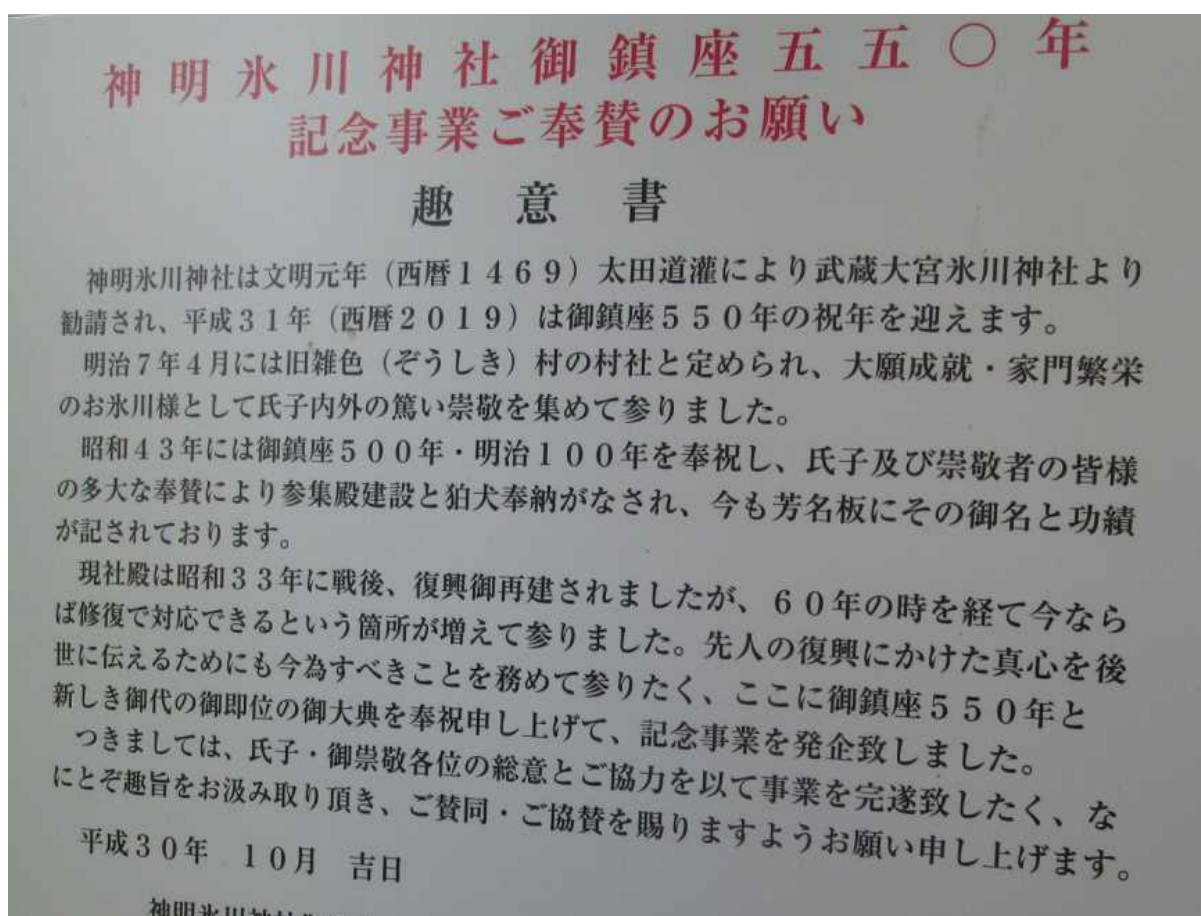 神明氷川神社御鎮座五五〇年
記念事業ご奉賛のお願い
趣意書
神明氷川神社は文明元年（西暦１４６９）太田道灌により武蔵大宮氷川神社より
勧請され、平成３１年（西暦２０１９）は御鎮座５５０年の祝年を迎えます。
明治７年４月には旧雑色（ぞうしき）村の村社と定められ、大願成就・家門繁栄
のお氷川様として氏子内外の篤い崇敬を集めて参りました。
昭和４３年には御鎮座５００年・明治１００年を奉祝し、氏子及び崇敬者の皆様
の多大な奉賛により参集殿建設と狛犬奉納がなされ、今も芳名板にその御名と功績
が記されております。
現社殿は昭和３３年に戦後、復興御再建されましたが、６０年の時を経て今なら
ば修復で対応できるという箇所が増えて参りました。先人の復興にかけた真心を後
世に伝えるためにも今為すべきことを務めて参りたく、ここに御鎮座５５０年と
新しき御代の御即位の御大典を奉祝申し上げて、記念事業を発企致しました。
つきましては、氏子・御崇敬各位の総意とご協力を以て事業を完遂致したく、な
にとぞ趣旨をお汲み取り頂き、ご賛同・ご協賛を賜りますようお願い申し上げます。
平成３０年　１０月　吉日
神明氷川神社